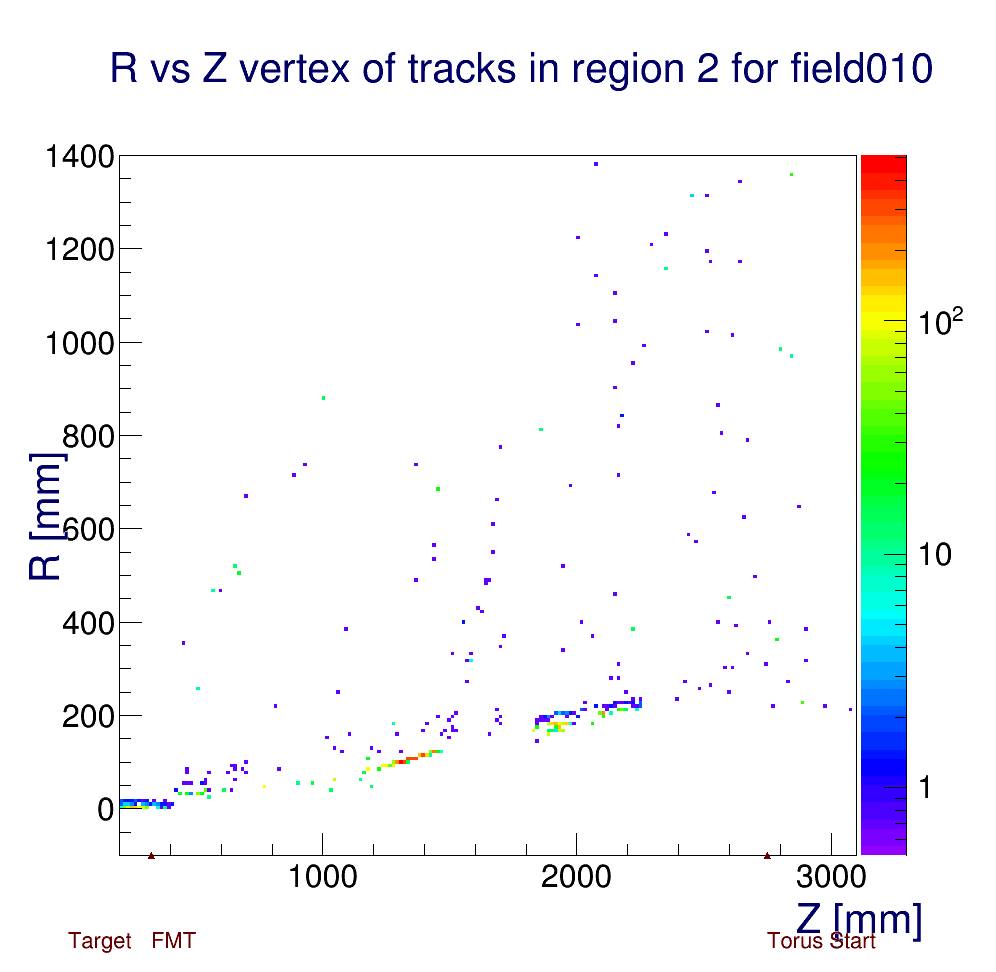 R vs Z vertex of tracks in region 2 for field010
1400
1200
1000
800
600
400
200
0
R [mm]
10²
10
1
1000 2000 3000
Z [mm]
Target FMT Torus Start